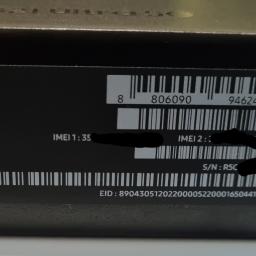 8 806090 94624
IMEI 1 : 35
IMEI 2 :
S/N : R5C
EID : 89043051202200005220001650441